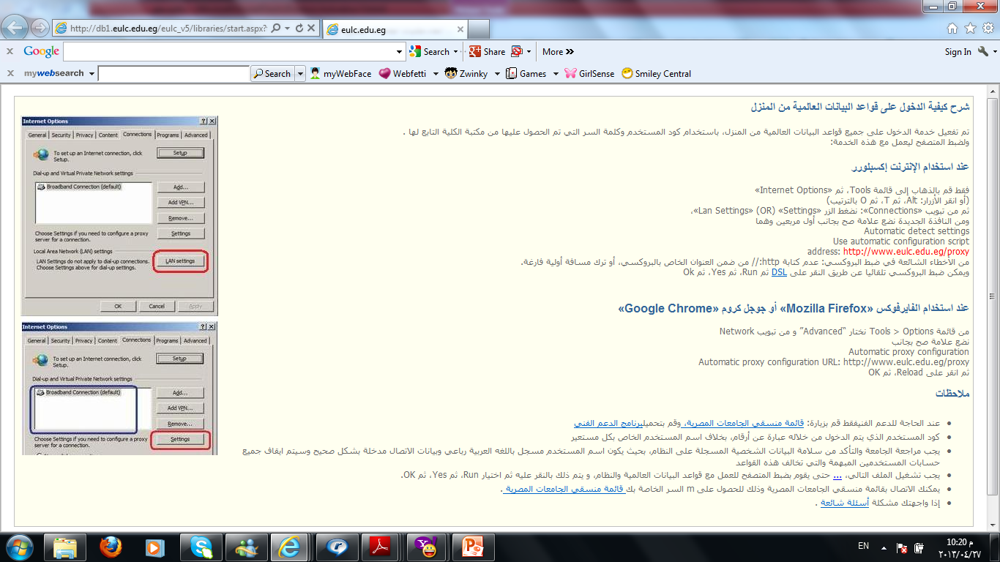 http://db1.eulc.edu.eg/eulc_v5/libraries/start.aspx?
eulc.edu.eg
x Google Search Share More »
Sign In
x mywebsearch Search myWebFace Webfetti Zwinky Games GirlSense Smiley Central
شرح كيفية الدخول على قواعد البيانات العالمية من المنزل
تم تفعيل خدمة الدخول على جميع قواعد البيانات العالمية من المنزل، باستخدام كود المستخدم وكلمة السر التي تم الحصول عليها من مكتبة الكلية التابع لها .
ولضبط المتصفح ليعمل مع هذه الخدمة:
عند استخدام الإنترنت إكسبلورر
فقط قم بالذهاب إلى قائمة Tools، ثم «Internet Options»
(أو انقر الأزرار: Alt، ثم T، ثم O بالترتيب)
ثم من تبويب «Connections»: نضغط الزر «Lan Settings» (OR) «Settings»،
ومن النافذة الجديدة نضع علامة صح بجانب أول مربعين وهما
Automatic detect settings
Use automatic configuration script
address: http://www.eulc.edu.eg/proxy
من الأخطاء الشائعة في ضبط البروكسي: عدم كتابة http:// من ضمن العنوان الخاص بالبروكسي، أو ترك مسافة أولية فارغة.
ويمكن ضبط البروكسي تلقائيا عن طريق النقر على DSL ثم Run، ثم Yes، ثم Ok
عند استخدام الفايرفوكس «Mozilla Firefox» أو جوجل كروم «Google Chrome»
من قائمة Tools > Options نختار “Advanced” و من تبويب Network
نضع علامة صح بجانب
Automatic proxy configuration
Automatic proxy configuration URL: http://www.eulc.edu.eg/proxy
ثم انقر على Reload، ثم OK
ملاحظات
• عند الحاجة للدعم الفنيفقط قم بزيارة: قائمة منسقي الجامعات المصرية، وقم بتحميلبرنامج الدعم الفني
• كود المستخدم الذي يتم الدخول من خلاله عبارة عن أرقام، بخلاف اسم المستخدم الخاص بكل مستعير
• يجب مراجعة الجامعة والتأكد من سلامة البيانات الشخصية المسجلة على النظام، بحيث يكون اسم المستخدم مسجل باللغه العربية رباعي وبيانات الاتصال مدخلة بشكل صحيح وسيتم ايقاف جميع
حسابات المستخدمين المبهمة والتي تخالف هذه القواعد
• يجب تشغيل الملف التالي، ... حتى يقوم بضبط المتصفح للعمل مع قواعد البيانات العالمية والنظام، و يتم ذلك بالنقر عليه ثم اختيار Run، ثم Yes، ثم OK.
• يمكنك الاتصال بقائمة منسقي الجامعات المصرية وذلك للحصول على m السر الخاصة بك قائمة منسقي الجامعات المصرية .
• إذا واجهتك مشكلة أسئلة شائعة .
Internet Options
General Security Privacy Content Connections Programs Advanced
To set up an Internet connection, click
Setup.
Setup
Dial-up and Virtual Private Network settings
Broadband Connection (default)
Add...
Add VPN...
Remove...
Choose Settings if you need to configure a proxy
server for a connection.
Settings
Local Area Network (LAN) settings
LAN Settings do not apply to dial-up connections.
Choose Settings above for dial-up settings.
LAN settings
OK Cancel Apply
Internet Options
General Security Privacy Content Connections Programs Advanced
To set up an Internet connection, click
Setup.
Setup
Dial-up and Virtual Private Network settings
Broadband Connection (default)
Add...
Add VPN...
Remove...
Choose Settings if you need to configure a proxy
server for a connection.
Settings
EN
10:20 م
٢٠١٣/٠٤/٢٧